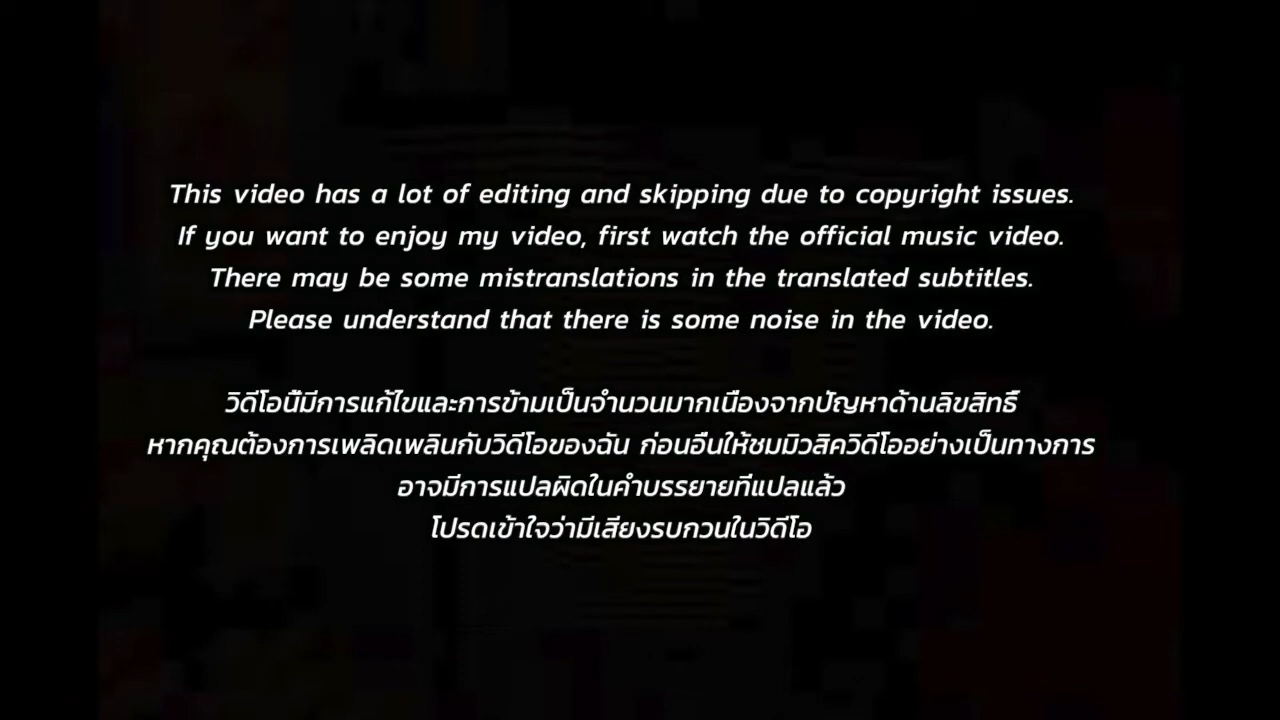 This video has a lot of editing and skipping due to copyright issues.
If you want to enjoy my video, first watch the official music video.
There may be some mistranslations in the translated subtitles.
Please understand that there is some noise in the video.
วิดีโอนี้มีการแก้ไขและการข้ามเป็นจำนวนมากเนื่องจากปัญหาด้านลิขสิทธิ์
หากคุณต้องการเพลิดเพลินกับวิดีโอของฉัน ก่อนอื่นให้ชมมิวสิควิดีโออย่างเป็นทางการ
อาจมีการแปลผิดในคำบรรยายที่แปลแล้ว
โปรดเข้าใจว่ามีเสียงรบกวนในวิดีโอ